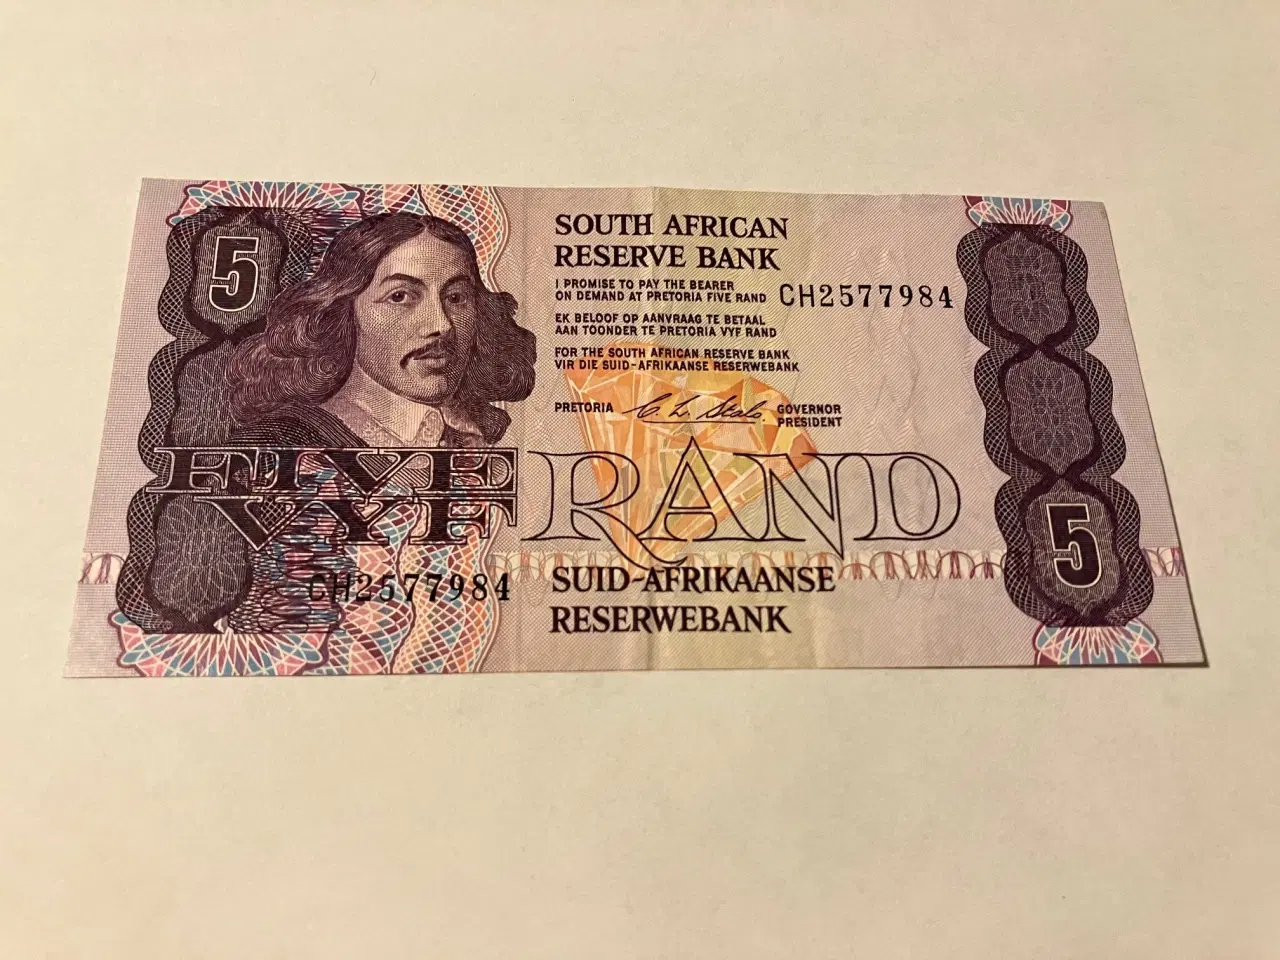 5
SOUTH AFRICAN
RESERVE BANK
I PROMISE TO PAY THE BEARER
ON DEMAND AT PRETORIA FIVE RAND
CH2577984
EK BELOOF OP AANVRAAG TE BETAAL
AAN TOONDER TE PRETORIA VYF RAND
FOR THE SOUTH AFRICAN RESERVE BANK
VIR DIE SUID-AFRIKAANSE RESERWEBANK
PRETORIA
GOVERNOR
PRESIDENT
FIVE
VYF
RAND
CH2577984
SUID-AFRIKAANSE
RESERWEBANK
5